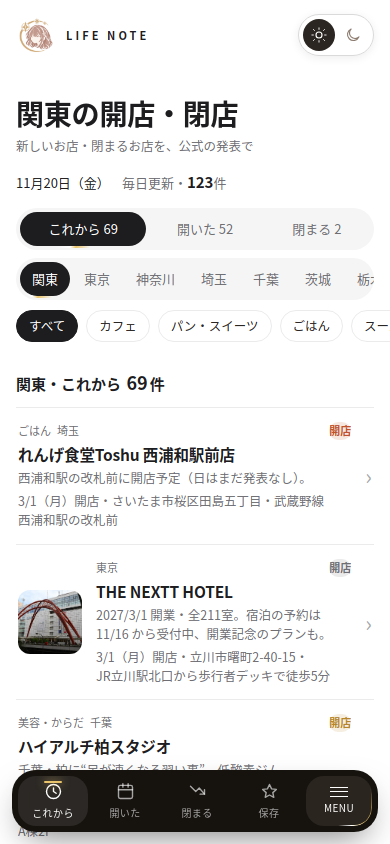 LIFE NOTE
関東の開店・閉店
新しいお店・閉まるお店を、公式の発表で
11月20日（金） 毎日更新・123件
これから 69 開いた 52 閉まる 2
関東 東京 神奈川 埼玉 千葉 茨城
すべて カフェ パン・スイーツ ごはん スー
関東・これから 69件
ごはん 埼玉 開店
れんげ食堂Toshu 西浦和駅前店
西浦和駅の改札前に開店予定（日はまだ発表なし）。
3/1（月）開店・さいたま市桜区田島五丁目・武蔵野線
西浦和駅の改札前
東京 開店
THE NEXTT HOTEL
2027/3/1 開業・全211室。宿泊の予約は
11/16 から受付中、開業記念のプランも。
3/1（月）開店・立川市曙町2-40-15・
JR立川駅北口から歩行者デッキで徒歩5分
美容・からだ 千葉 開店
ハイアルチ柏スタジオ
これから 開いた 閉まる 保存 MENU